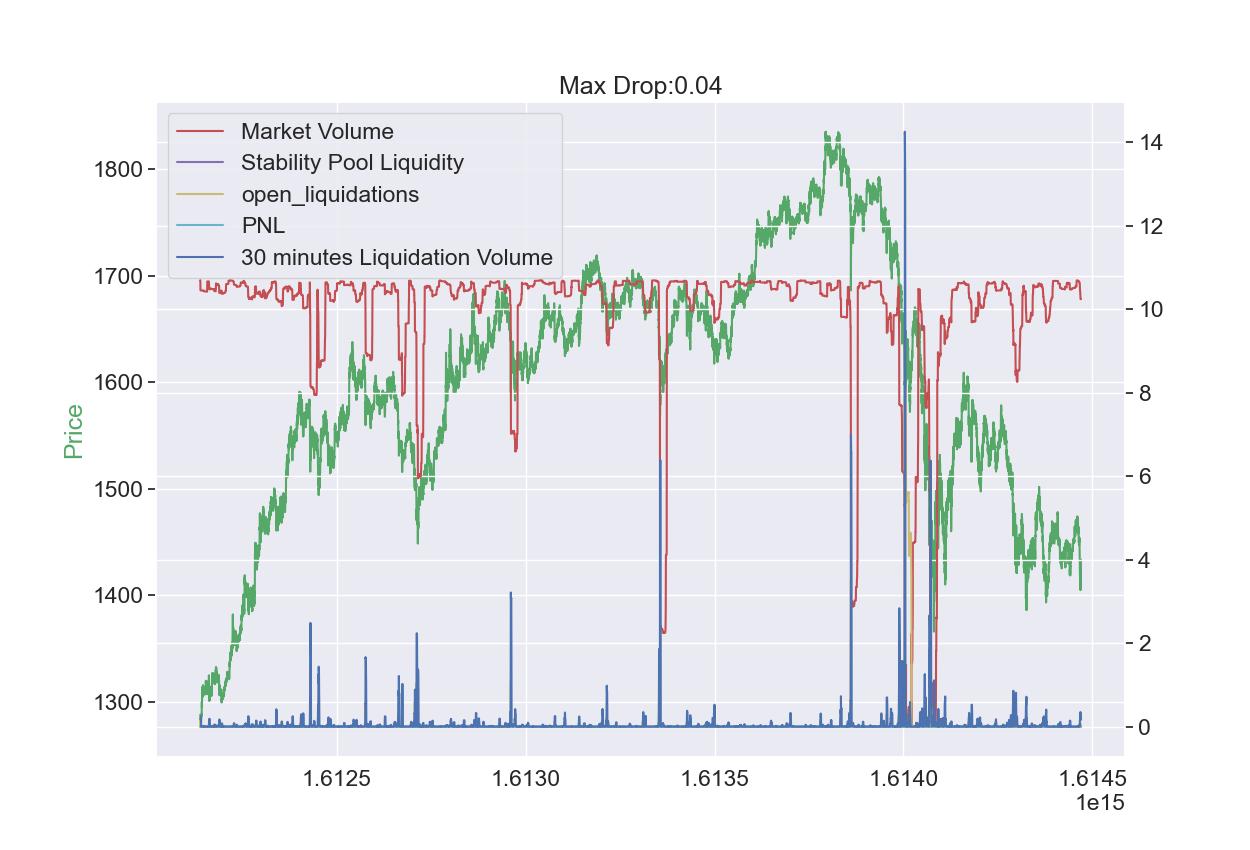 Max Drop:0.04
Market Volume
Stability Pool Liquidity
open_liquidations
PNL
30 minutes Liquidation Volume
Price
1800
1700
1600
1500
1400
1300
14
12
10
8
6
4
2
0
1.6125 1.6130 1.6135 1.6140 1.6145
1e15